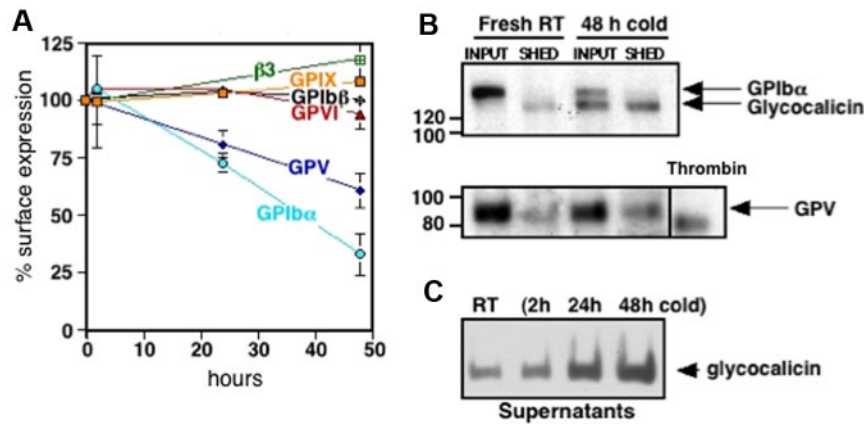 A
% surface expression
125
100
75
50
25
0
β3
GPIX
GPIbß
GPVI
GPV
GPIbα
0 10 20 30 40 50
hours
B
Fresh RT 48 h cold
INPUT SHED INPUT SHED
GPIbα
Glycocalicin
120
100
Thrombin
100
80
GPV
C
RT (2h 24h 48h cold)
glycocalicin
Supernatants